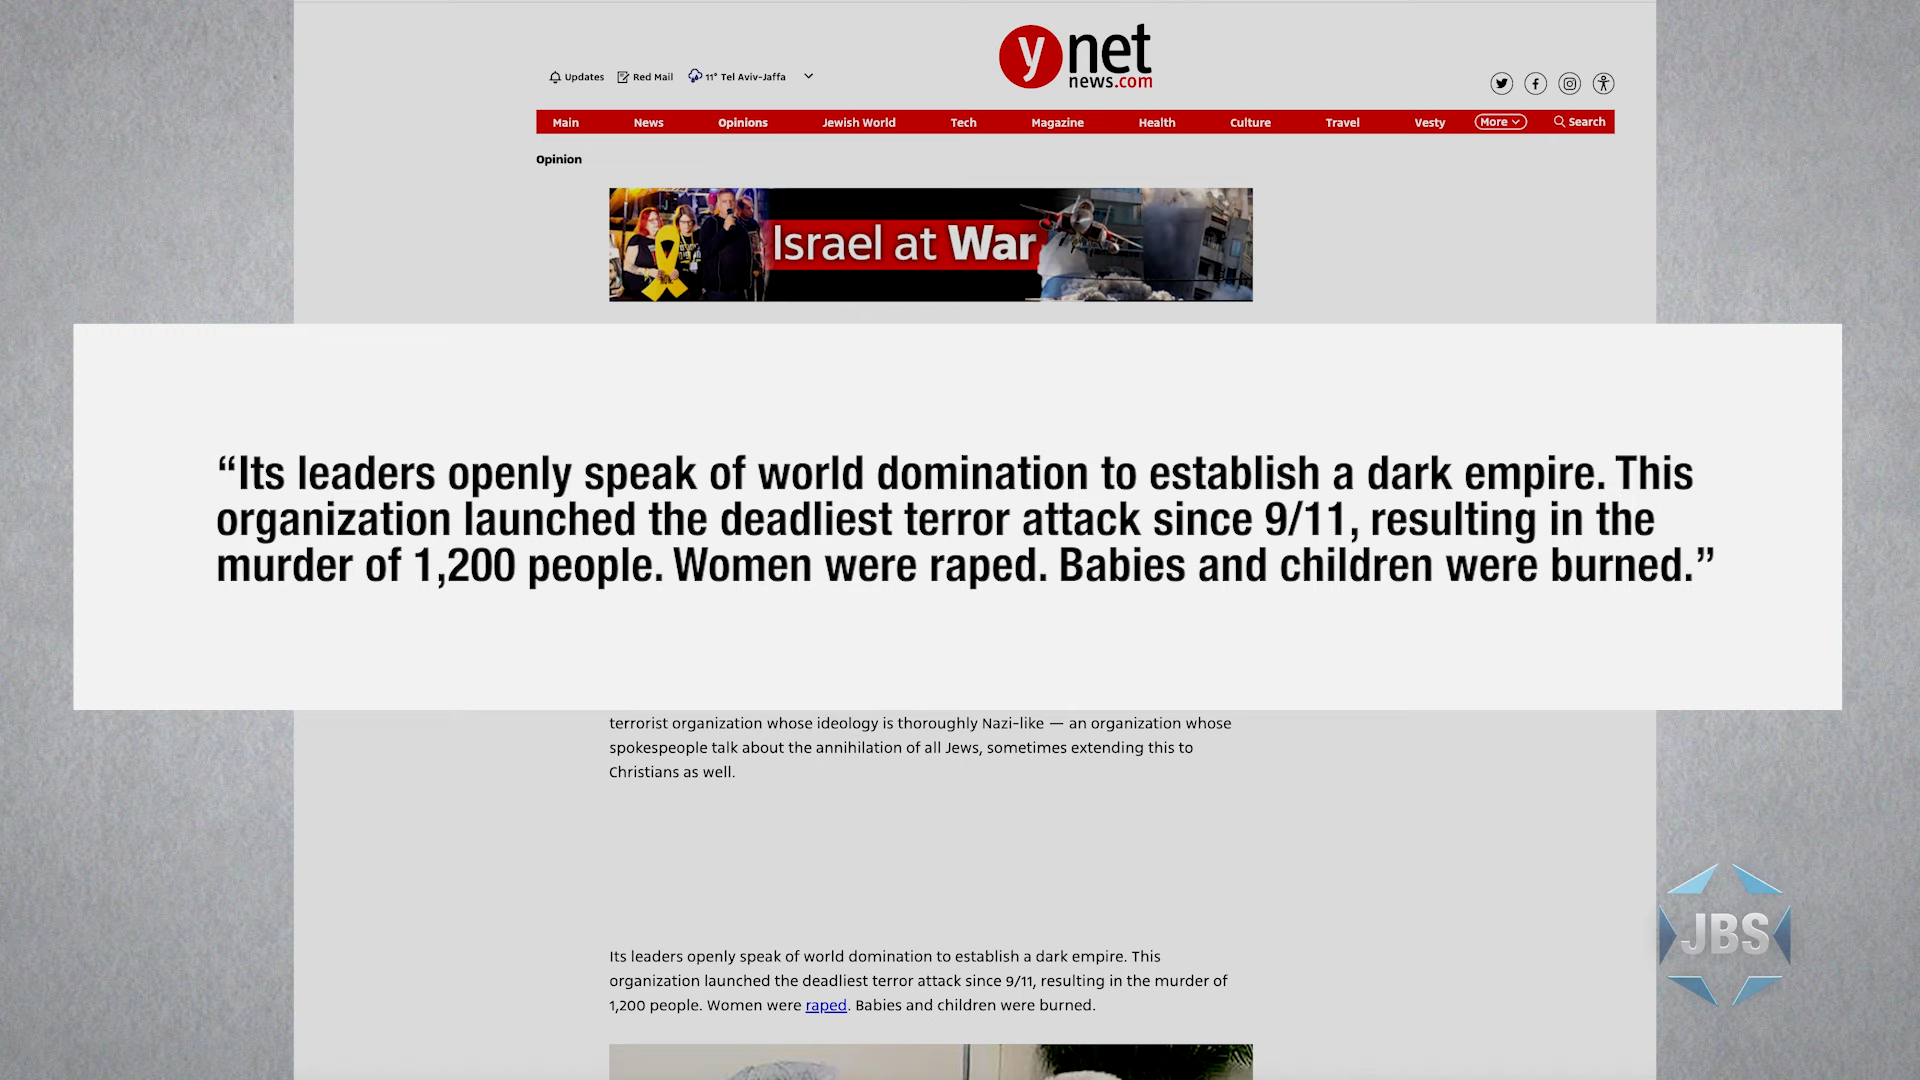 ynet
news.com
Updates
Red Mail
11° Tel Aviv-Jaffa
Main
News
Opinions
Jewish World
Tech
Magazine
Health
Culture
Travel
Vesty
More
Search
Opinion
Israel at War
“Its leaders openly speak of world domination to establish a dark empire. This
organization launched the deadliest terror attack since 9/11, resulting in the
murder of 1,200 people. Women were raped. Babies and children were burned.”
terrorist organization whose ideology is thoroughly Nazi-like — an organization whose
spokespeople talk about the annihilation of all Jews, sometimes extending this to
Christians as well.
Its leaders openly speak of world domination to establish a dark empire. This
organization launched the deadliest terror attack since 9/11, resulting in the murder of
1,200 people. Women were raped. Babies and children were burned.
JBS